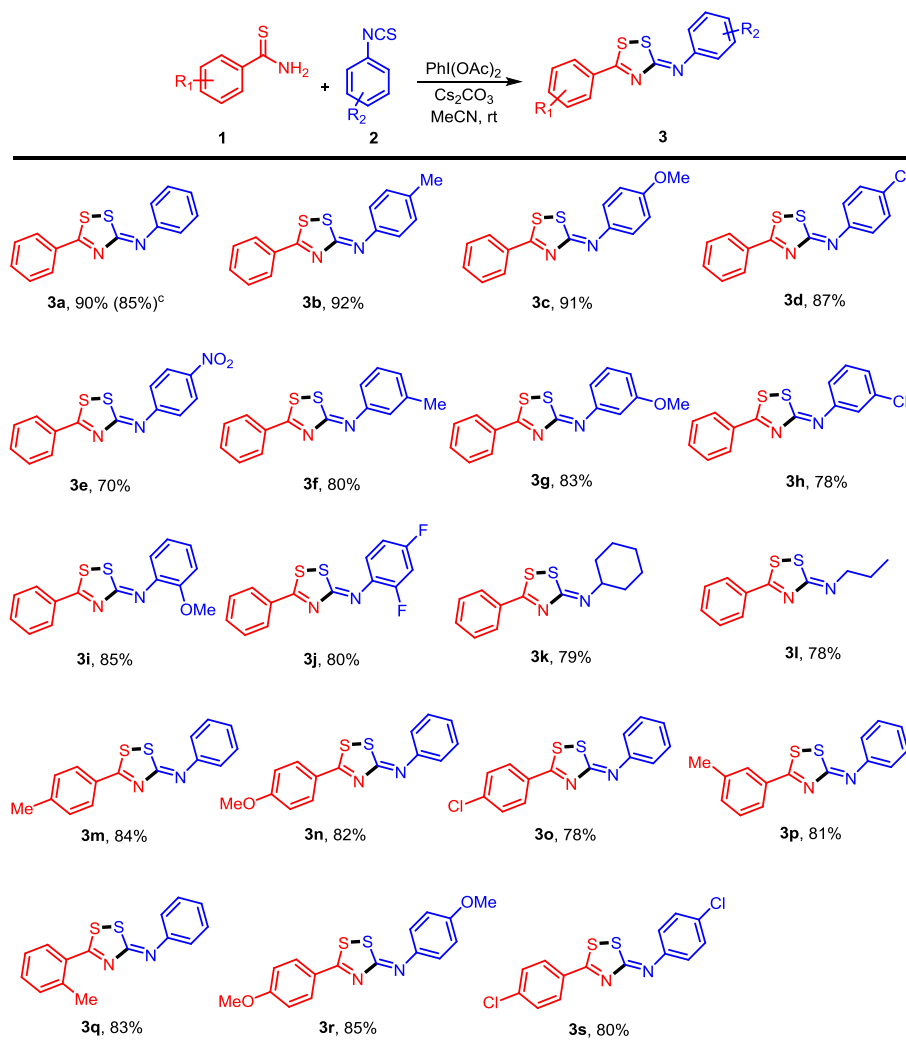 S
NCS
S S
R2
R1
NH2
+
R2
PhI(OAc)2
Cs2CO3
MeCN, rt
N N
R1
1 2 3
S S
N N
3a, 90% (85%)c
Me
S S
N N
3b, 92%
OMe
S S
N N
3c, 91%
S S
N N
3d, 87%
NO2
S S
N N
3e, 70%
S S
N N
Me
3f, 80%
S S
N N
OMe
3g, 83%
S S
N N
Cl
3h, 78%
S S
N N
OMe
3i, 85%
F
S S
N N
F
3j, 80%
S S
N N
3k, 79%
S S
N N
3l, 78%
S S
N N
Me
3m, 84%
S S
N N
MeO
3n, 82%
S S
N N
Cl
3o, 78%
Me
S S
N N
3p, 81%
S S
N N
Me
3q, 83%
OMe
S S
N N
MeO
3r, 85%
Cl
S S
N N
Cl
3s, 80%